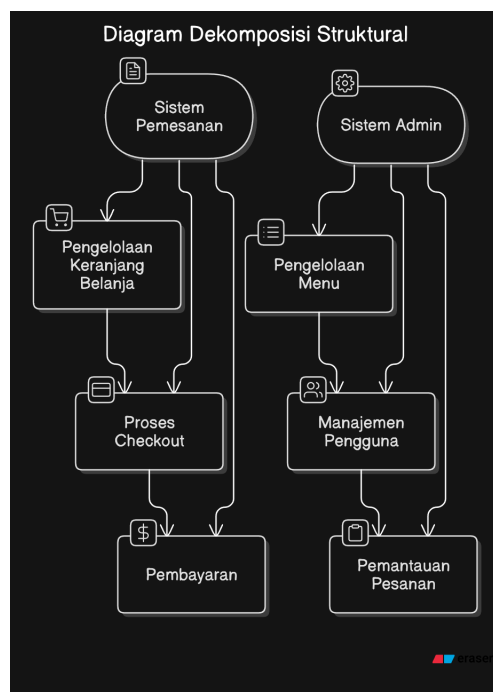 Diagram Dekomposisi Struktural
Sistem
Pemesanan
Sistem Admin
Pengelolaan
Keranjang
Belanja
Pengelolaan
Menu
Proses
Checkout
Manajemen
Pengguna
Pembayaran
Pemantauan
Pesanan
eraser